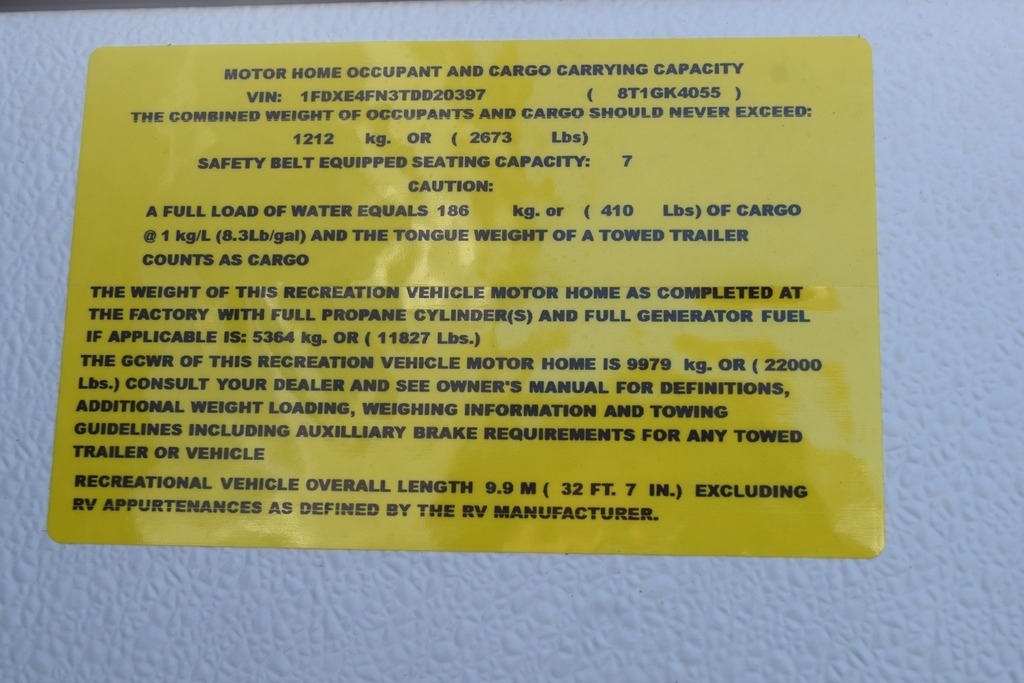 MOTOR HOME OCCUPANT AND CARGO CARRYING CAPACITY
VIN: 1FDXE4FN3TDD20397 ( 8T1GK4055 )
THE COMBINED WEIGHT OF OCCUPANTS AND CARGO SHOULD NEVER EXCEED:
1212 kg. OR ( 2673 Lbs)
SAFETY BELT EQUIPPED SEATING CAPACITY: 7
CAUTION:
A FULL LOAD OF WATER EQUALS 186 kg. or ( 410 Lbs) OF CARGO
@ 1 kg/L (8.3Lb/gal) AND THE TONGUE WEIGHT OF A TOWED TRAILER
COUNTS AS CARGO
THE WEIGHT OF THIS RECREATION VEHICLE MOTOR HOME AS COMPLETED AT
THE FACTORY WITH FULL PROPANE CYLINDER(S) AND FULL GENERATOR FUEL
IF APPLICABLE IS: 5364 kg. OR ( 11827 Lbs.)
THE GCWR OF THIS RECREATION VEHICLE MOTOR HOME IS 9979 kg. OR ( 22000
Lbs.) CONSULT YOUR DEALER AND SEE OWNER'S MANUAL FOR DEFINITIONS,
ADDITIONAL WEIGHT LOADING, WEIGHING INFORMATION AND TOWING
GUIDELINES INCLUDING AUXILLIARY BRAKE REQUIREMENTS FOR ANY TOWED
TRAILER OR VEHICLE
RECREATIONAL VEHICLE OVERALL LENGTH 9.9 M ( 32 FT. 7 IN.) EXCLUDING
RV APPURTENANCES AS DEFINED BY THE RV MANUFACTURER.